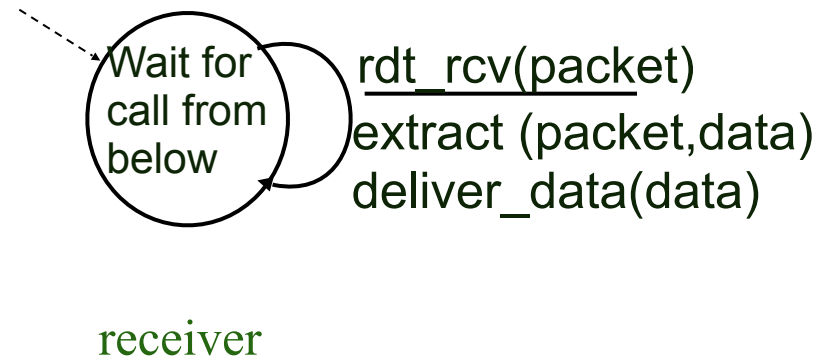 Wait for
call from
below
rdt_rcv(packet)
extract (packet,data)
deliver_data(data)
receiver